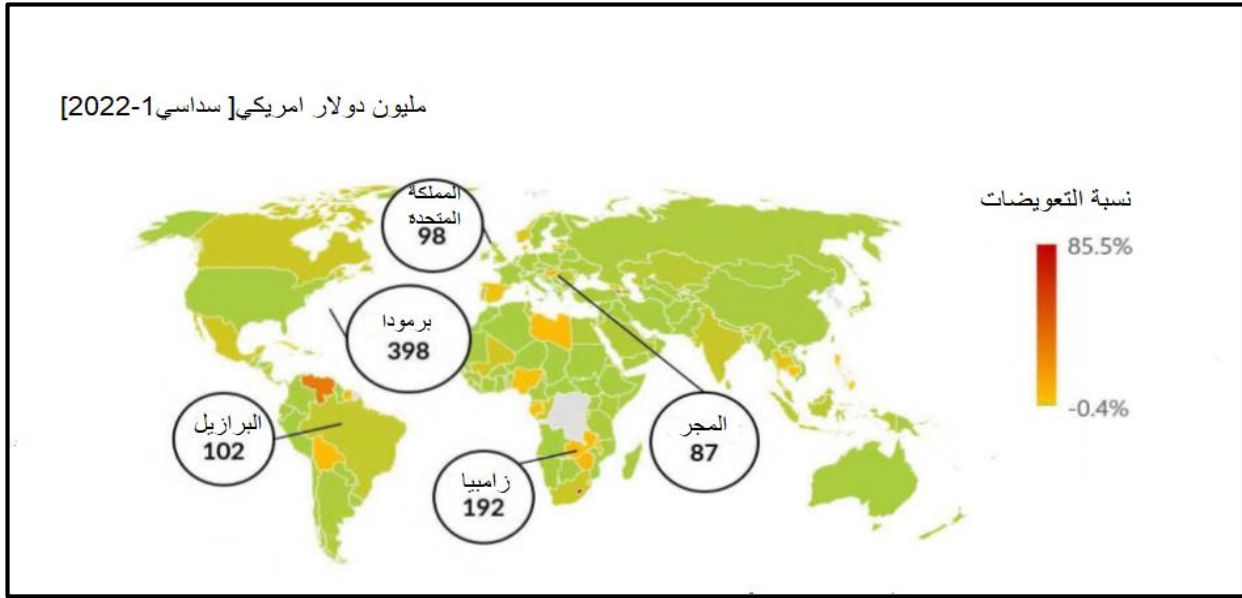 مليون دولار امريكي[ سداسي1-2022]
المملكة
المتحده
98
نسبة التعويضات
85.5%
-0.4%
برمودا
398
البرازيل
102
زامبيا
192
المجر
87